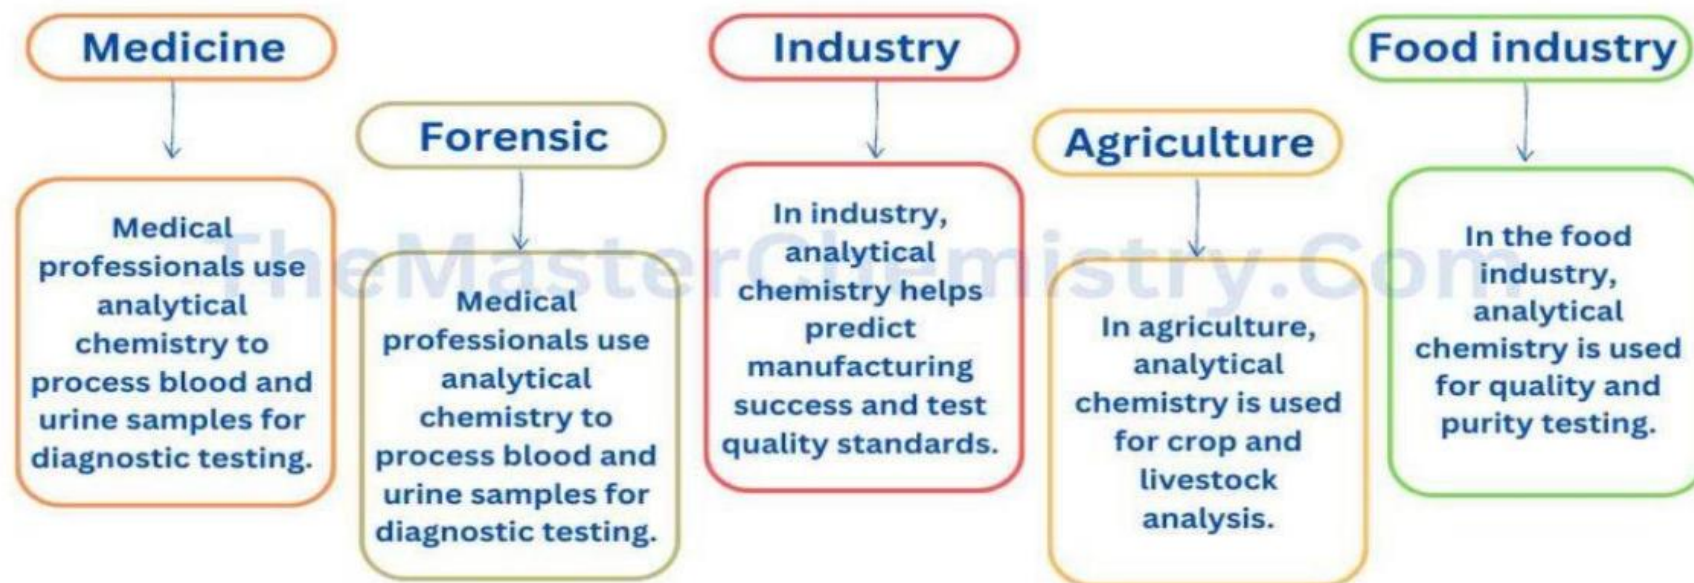 Medicine
Medical
professionals use
analytical
chemistry to
process blood and
urine samples for
diagnostic testing.
Forensic
Medical
professionals use
analytical
chemistry to
process blood and
urine samples for
diagnostic testing.
Industry
In industry,
analytical
chemistry helps
predict
manufacturing
success and test
quality standards.
Agriculture
In agriculture,
analytical
chemistry is used
for crop and
livestock
analysis.
Food industry
In the food
industry,
analytical
chemistry is used
for quality and
purity testing.
TheMasterChemistry.Com